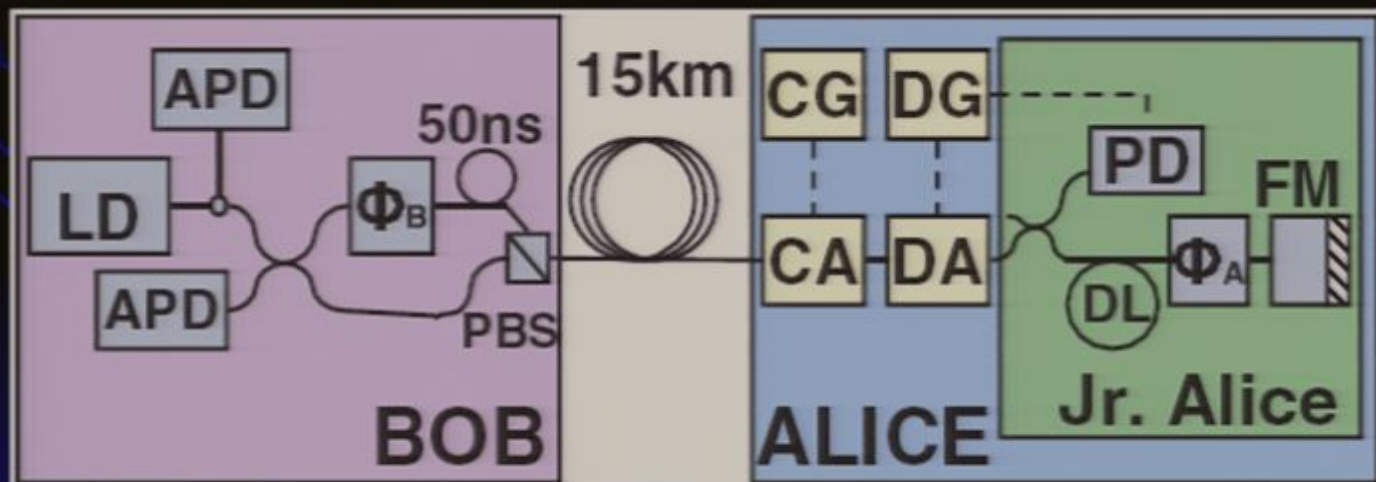 APD
50ns
LD
ΦB
APD
PBS
BOB
15km
CG DG
CA DA
ALICE
PD
FM
ΦA
DL
Jr. Alice